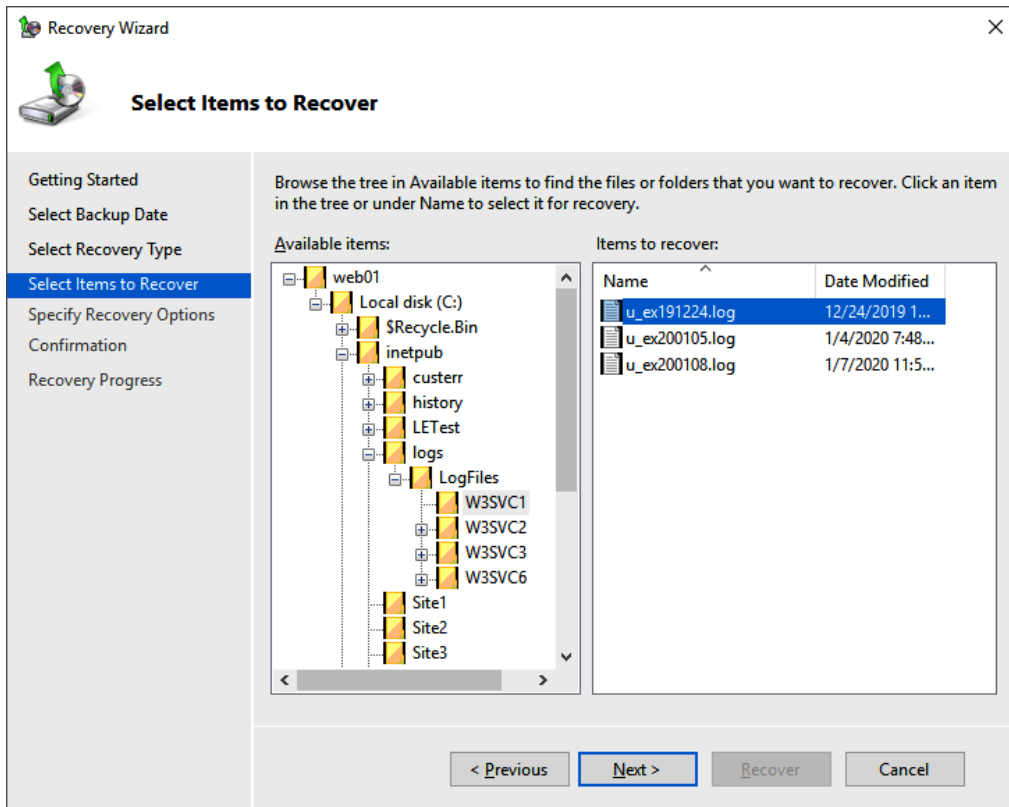 Recovery Wizard
Select Items to Recover
Getting Started
Select Backup Date
Select Recovery Type
Select Items to Recover
Specify Recovery Options
Confirmation
Recovery Progress
Browse the tree in Available items to find the files or folders that you want to recover. Click an item
in the tree or under Name to select it for recovery.
Available items:
web01
Local disk (C:)
$Recycle.Bin
inetpub
custerr
history
LETest
logs
LogFiles
W3SVC1
W3SVC2
W3SVC3
W3SVC6
Site1
Site2
Site3
Items to recover:
Name Date Modified
u_ex191224.log 12/24/2019 1...
u_ex200105.log 1/4/2020 7:48...
u_ex200108.log 1/7/2020 11:5...
< Previous Next > Recover Cancel